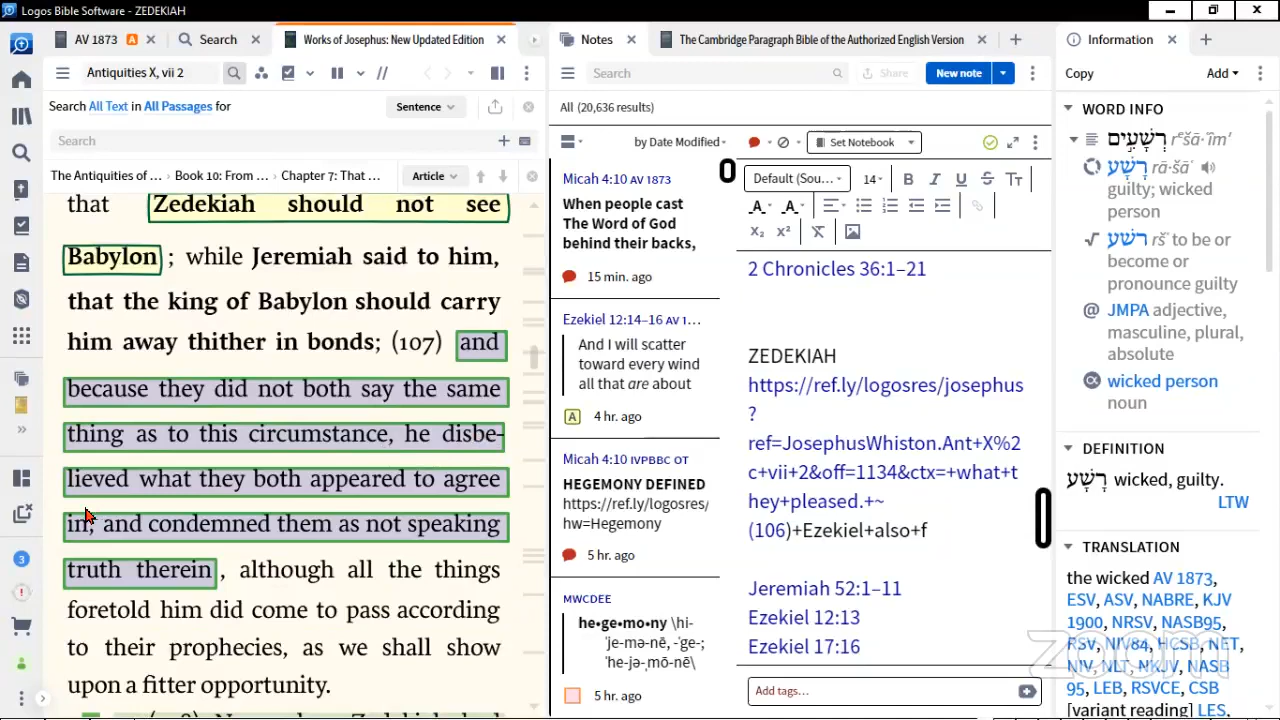 Logos Bible Software - ZEDEKIAH
AV 1873 A
Search
Works of Josephus: New Updated Edition
Antiquities X, vii 2
Search All Text in All Passages for
Sentence
Search
The Antiquities of ... Book 10: From ... Chapter 7: That ...
Article
that Zedekiah should not see
Babylon ; while Jeremiah said to him,
that the king of Babylon should carry
him away thither in bonds; (107) and
because they did not both say the same
thing as to this circumstance, he disbe-
lieved what they both appeared to agree
in, and condemned them as not speaking
truth therein , although all the things
foretold him did come to pass according
to their prophecies, as we shall show
upon a fitter opportunity.
3
Notes
The Cambridge Paragraph Bible of the Authorized English Version
Search
Share
New note
All (20,636 results)
by Date Modified
Set Notebook
Micah 4:10 AV 1873
When people cast
The Word of God
behind their backs,
15 min. ago
Ezekiel 12:14–16 AV 1...
And I will scatter
toward every wind
all that are about
A 4 hr. ago
Micah 4:10 IVPBBC OT
HEGEMONY DEFINED
https://ref.ly/logosres/
hw=Hegemony
5 hr. ago
MWCDEE
he•ge•mo•ny \hi-
ˈje-mə-nē, -ˈge-;
ˈhe-jə-ˌmō-nē\
5 hr. ago
Default (Sou...
14
B I U S TT
A A
X₂ X²
2 Chronicles 36:1–21
ZEDEKIAH
https://ref.ly/logosres/josephus
?
ref=JosephusWhiston.Ant+X%2
c+vii+2&off=1134&ctx=+what+t
hey+pleased.+~
(106)+Ezekiel+also+f
Jeremiah 52:1–11
Ezekiel 12:13
Ezekiel 17:16
Add tags...
Information
Copy
Add
WORD INFO
רְשָׁעִ֑ים rešā·ʿîmʹ
רָשָׁע rā·šāʿ
guilty; wicked
person
רשׁע ršʿ to be or
become or
pronounce guilty
@ JMPA adjective,
masculine, plural,
absolute
wicked person
noun
DEFINITION
רָשָׁע wicked, guilty.
LTW
TRANSLATION
the wicked AV 1873,
ESV, ASV, NABRE, KJV
1900, NRSV, NASB95,
RSV, NIV84, HCSB, NET,
NIV, NLT, NKJV, NASB
95, LEB, RSVCE, CSB
[variant reading] LES,
zoom